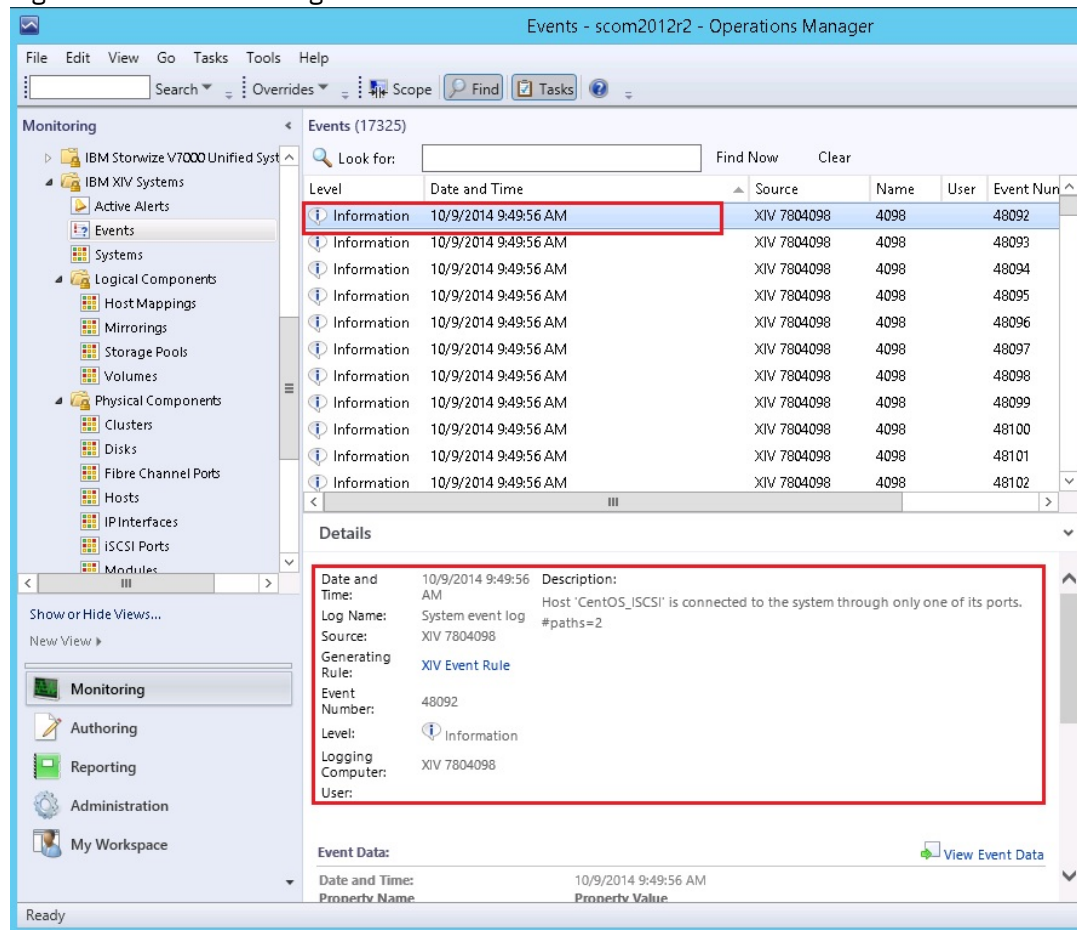 Events - scom2012r2 - Operations Manager
File Edit View Go Tasks Tools Help
Search Overrides Scope Find Tasks
Monitoring
IBM Storwize V7000 Unified Syst
IBM XIV Systems
Active Alerts
Events
Systems
Logical Components
Host Mappings
Mirrorings
Storage Pools
Volumes
Physical Components
Clusters
Disks
Fibre Channel Ports
Hosts
IP Interfaces
iSCSI Ports
Modules
Show or Hide Views...
New View
Monitoring
Authoring
Reporting
Administration
My Workspace
Events (17325)
Look for: Find Now Clear
Level Date and Time Source Name User Event Num
Information 10/9/2014 9:49:56 AM XIV 7804098 4098 48092
Information 10/9/2014 9:49:56 AM XIV 7804098 4098 48093
Information 10/9/2014 9:49:56 AM XIV 7804098 4098 48094
Information 10/9/2014 9:49:56 AM XIV 7804098 4098 48095
Information 10/9/2014 9:49:56 AM XIV 7804098 4098 48096
Information 10/9/2014 9:49:56 AM XIV 7804098 4098 48097
Information 10/9/2014 9:49:56 AM XIV 7804098 4098 48098
Information 10/9/2014 9:49:56 AM XIV 7804098 4098 48099
Information 10/9/2014 9:49:56 AM XIV 7804098 4098 48100
Information 10/9/2014 9:49:56 AM XIV 7804098 4098 48101
Information 10/9/2014 9:49:56 AM XIV 7804098 4098 48102
Details
Date and Time: 10/9/2014 9:49:56 AM
Log Name: System event log
Source: XIV 7804098
Generating Rule: XIV Event Rule
Event Number: 48092
Level: Information
Logging Computer: XIV 7804098
User:
Description:
Host 'CentOS_ISCSI' is connected to the system through only one of its ports.
#paths=2
Event Data: View Event Data
Date and Time: 10/9/2014 9:49:56 AM
Property Name Property Value
Ready